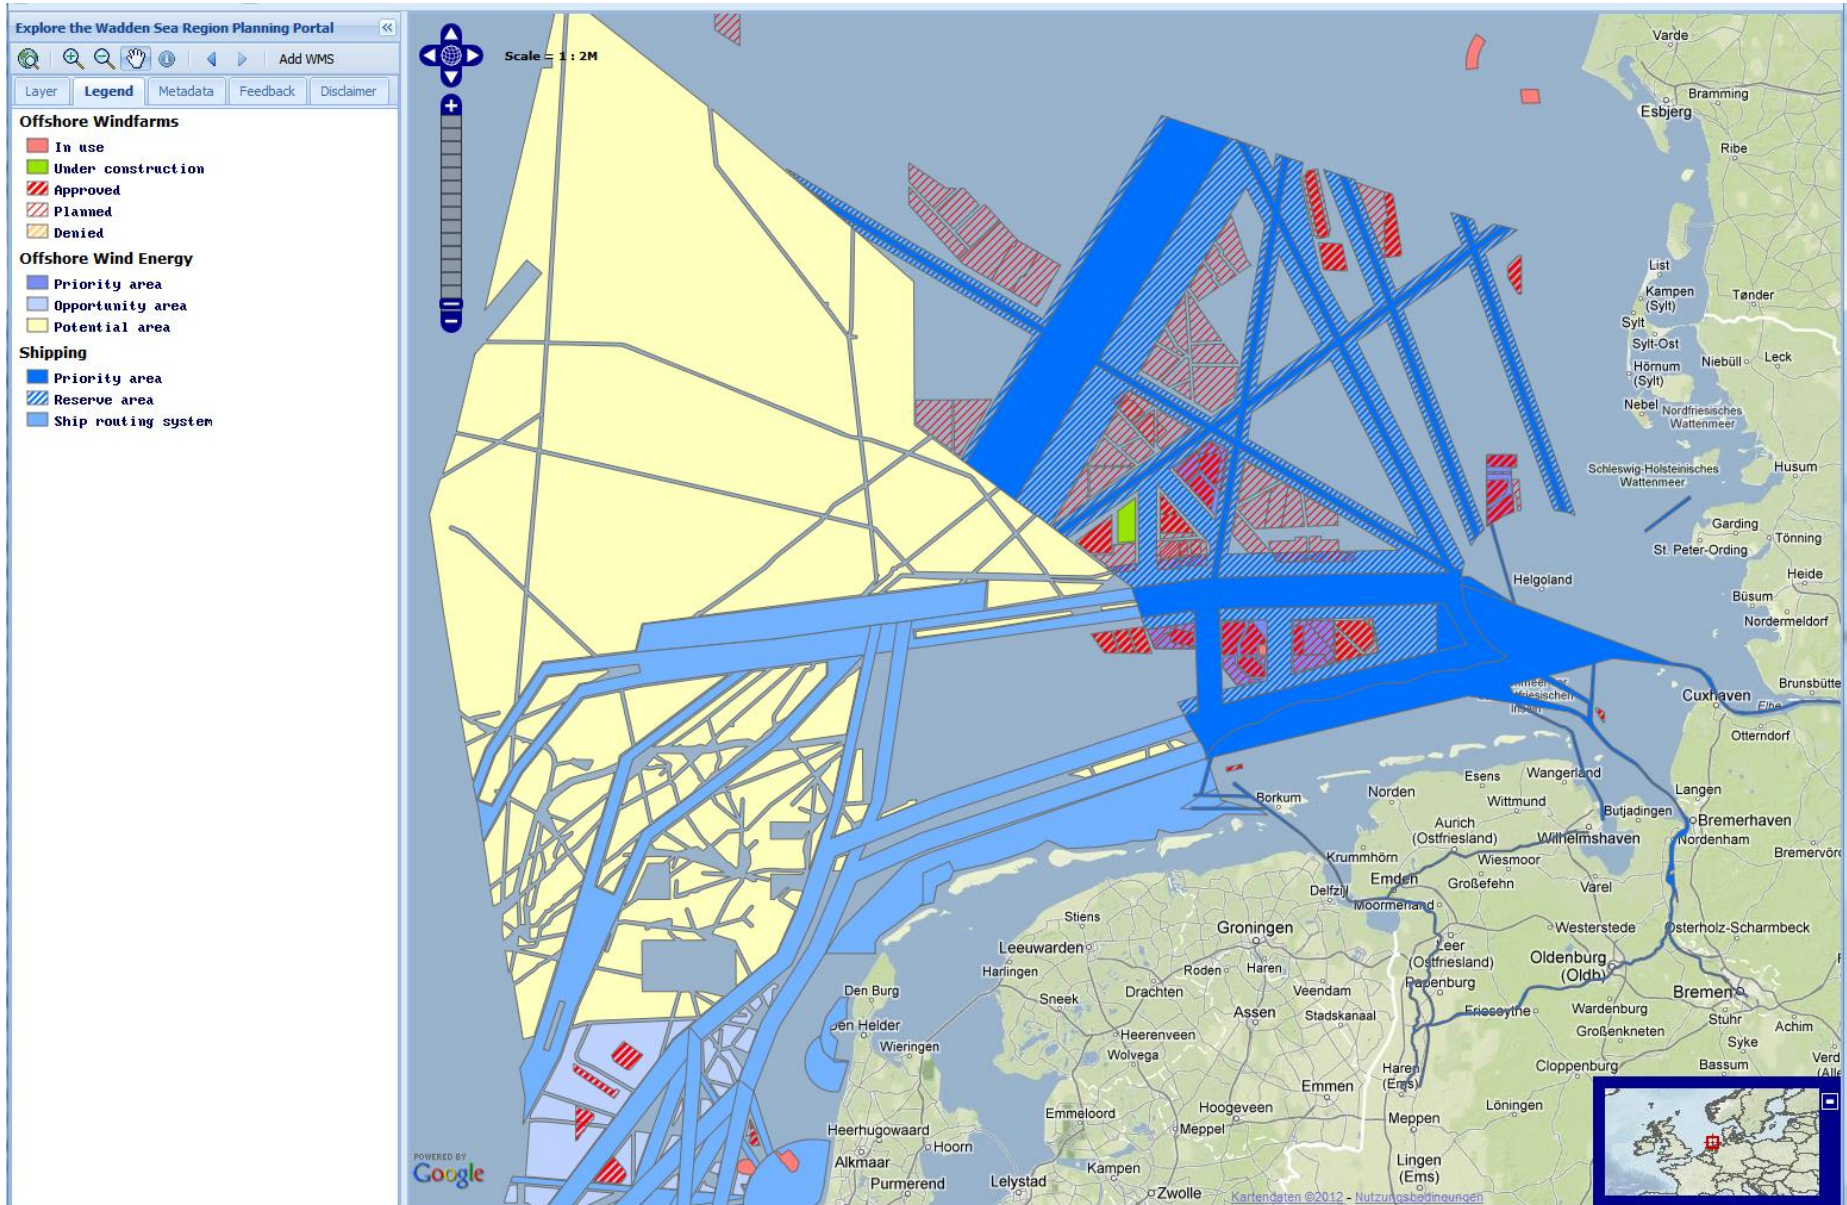 Explore the Wadden Sea Region Planning Portal
Add WMS
Layer
Legend
Metadata
Feedback
Disclaimer
Offshore Windfarms
In use
Under construction
Approved
Planned
Denied
Offshore Wind Energy
Priority area
Opportunity area
Potential area
Shipping
Priority area
Reserve area
Ship routing system
Scale = 1 : 2M
Varde
Bramming
Esbjerg
Ribe
List
Kampen
(Sylt)
Tønder
Sylt
Sylt-Ost
Niebüll
Leck
Hörnum
(Sylt)
Nebel
Nordfriesisches
Wattenmeer
Schleswig-Holsteinisches
Wattenmeer
Husum
Garding
Tönning
St. Peter-Ording
Heide
Helgoland
Büsum
Nordermeldorf
Brunsbütte
Cuxhaven
Elbe
Otterndorf
Esens
Wangerland
Langen
Borkum
Norden
Wittmund
Butjadingen
Bremerhaven
Aurich
(Ostfriesland)
Wilhelmshaven
Nordenham
Bremervörd
Krummhörn
Wiesmoor
Emden
Großefehn
Varel
Delfzijl
Moormerland
Stiens
Groningen
Westerstede
Osterholz-Scharmbeck
Leeuwarden
Leer
(Ostfriesland)
Oldenburg
(Oldb)
Harlingen
Roden
Haren
Papenburg
Bremen
Den Burg
Sneek
Drachten
Veendam
Wardenburg
Assen
Stadskanaal
Friesoythe
Stuhr
Achim
Den Helder
Großenkneten
Heerenveen
Syke
Wieringen
Wolvega
Cloppenburg
Bassum
Verd
(Alle
Haren
(Ems)
Emmen
Löningen
Emmeloord
Hoogeveen
Meppen
Meppel
Heerhugowaard
Hoorn
Alkmaar
Lingen
(Ems)
Kampen
Purmerend
Lelystad
Zwolle
POWERED BY
Google
Kartendaten ©2012 - Nutzungsbedingungen